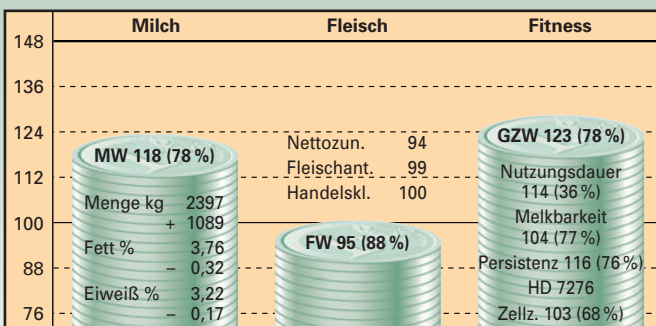 Milch Fleisch Fitness
148
136
124
112
100
88
76
MW 118 (78 %)
Menge kg 2397
+ 1089
Fett % 3,76
– 0,32
Eiweiß % 3,22
– 0,17
Nettozun. 94
Fleischant. 99
Handelskl. 100
FW 95 (88 %)
GZW 123 (78 %)
Nutzungsdauer
114 (36 %)
Melkbarkeit
104 (77 %)
Persistenz 116 (76 %)
HD 7276
Zellz. 103 (68 %)